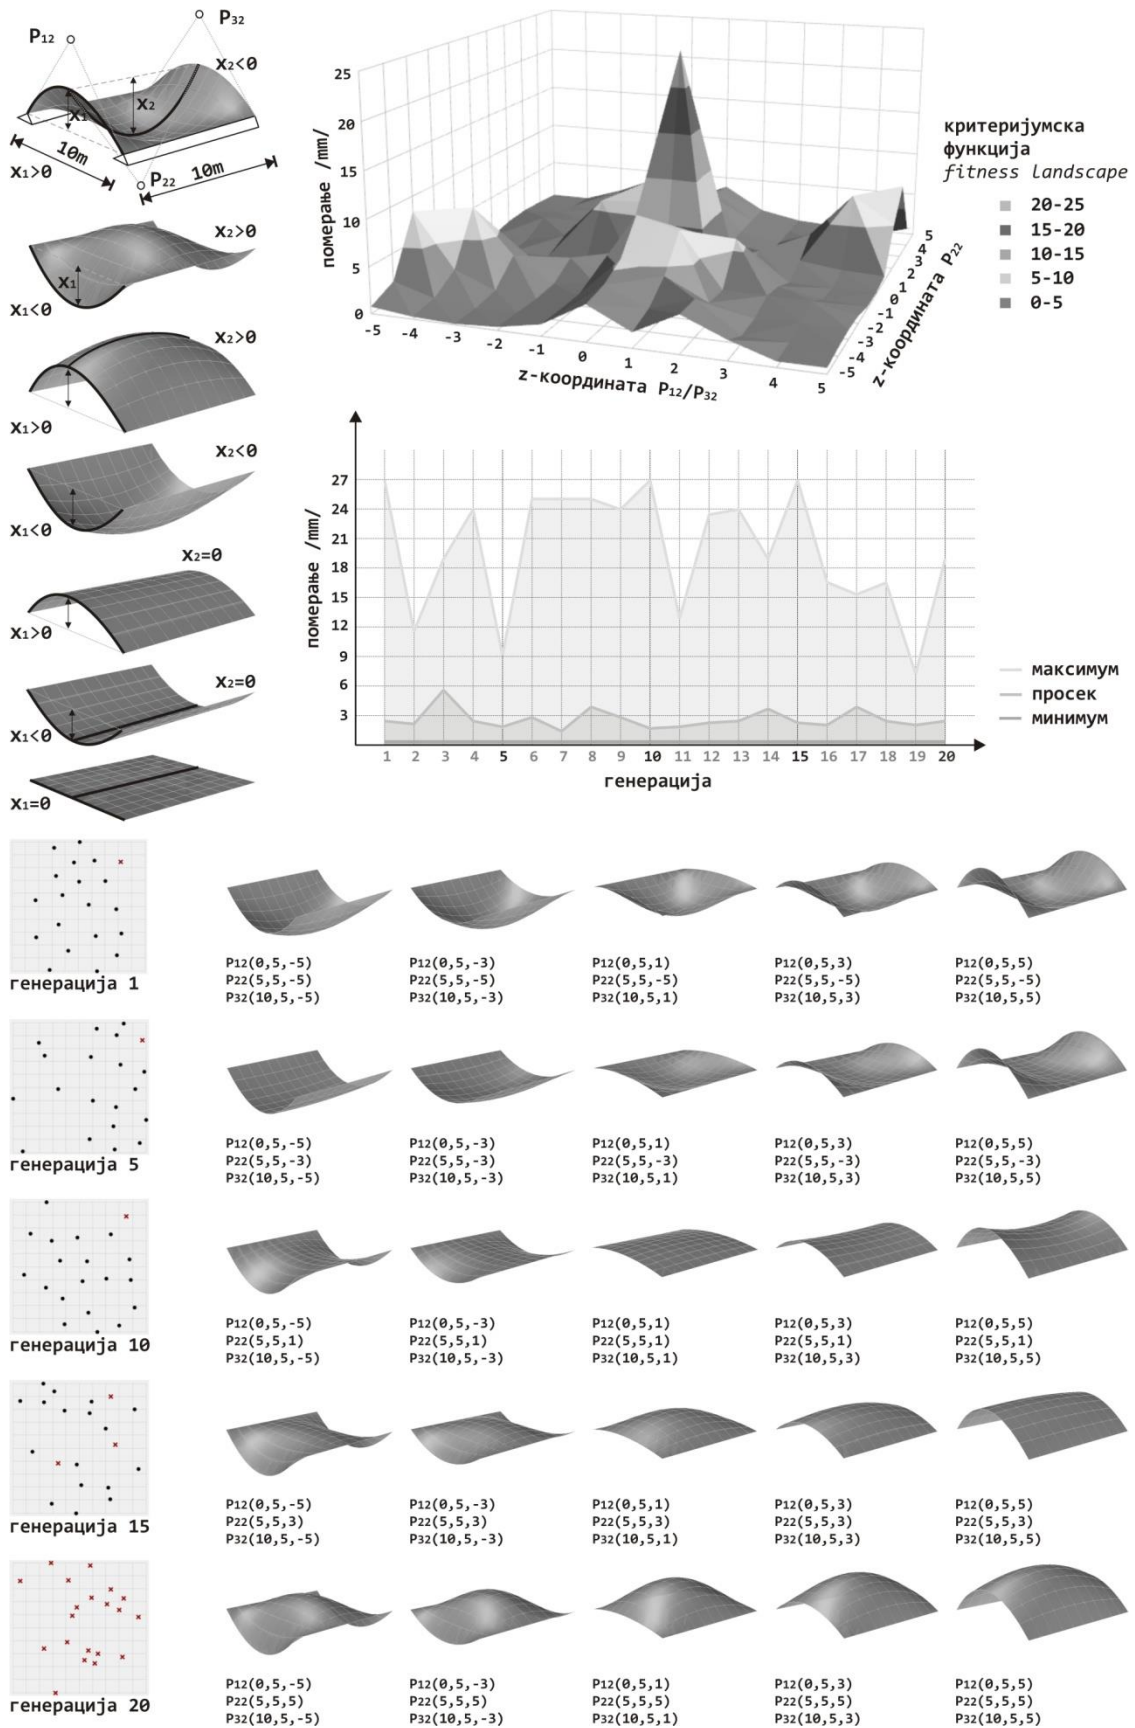 P32
P12
x2<0
x1
x2
10m
10m
x1>0
P22
x2>0
x1
x1<0
x2>0
x1>0
x2<0
x1<0
x2=0
x1>0
x2=0
x1<0
x1=0
25
20
15
10
5
0
померање /mm/
-5
-4
-3
-2
-1
0
1
2
3
4
5
z-координата P12/P32
-5
-4
-3
-2
-1
0
1
2
3
4
5
z-координата P22
критеријумска
функција
fitness landscape
20-25
15-20
10-15
5-10
0-5
померање /mm/
27
24
21
18
15
12
9
6
3
1 2 3 4 5 6 7 8 9 10 11 12 13 14 15 16 17 18 19 20
генерација
максимум
просек
минимум
генерација 1
P12(0,5,-5) P12(0,5,-3) P12(0,5,1) P12(0,5,3) P12(0,5,5)
P22(5,5,-5) P22(5,5,-5) P22(5,5,-5) P22(5,5,-5) P22(5,5,-5)
P32(10,5,-5) P32(10,5,-3) P32(10,5,1) P32(10,5,3) P32(10,5,5)
генерација 5
P12(0,5,-5) P12(0,5,-3) P12(0,5,1) P12(0,5,3) P12(0,5,5)
P22(5,5,-3) P22(5,5,-3) P22(5,5,-3) P22(5,5,-3) P22(5,5,-3)
P32(10,5,-5) P32(10,5,-3) P32(10,5,1) P32(10,5,3) P32(10,5,5)
генерација 10
P12(0,5,-5) P12(0,5,-3) P12(0,5,1) P12(0,5,3) P12(0,5,5)
P22(5,5,1) P22(5,5,1) P22(5,5,1) P22(5,5,1) P22(5,5,1)
P32(10,5,-5) P32(10,5,-3) P32(10,5,1) P32(10,5,3) P32(10,5,5)
генерација 15
P12(0,5,-5) P12(0,5,-3) P12(0,5,1) P12(0,5,3) P12(0,5,5)
P22(5,5,3) P22(5,5,3) P22(5,5,3) P22(5,5,3) P22(5,5,3)
P32(10,5,-5) P32(10,5,-3) P32(10,5,1) P32(10,5,3) P32(10,5,5)
генерација 20
P12(0,5,-5) P12(0,5,-3) P12(0,5,1) P12(0,5,3) P12(0,5,5)
P22(5,5,5) P22(5,5,5) P22(5,5,5) P22(5,5,5) P22(5,5,5)
P32(10,5,-5) P32(10,5,-3) P32(10,5,1) P32(10,5,3) P32(10,5,5)